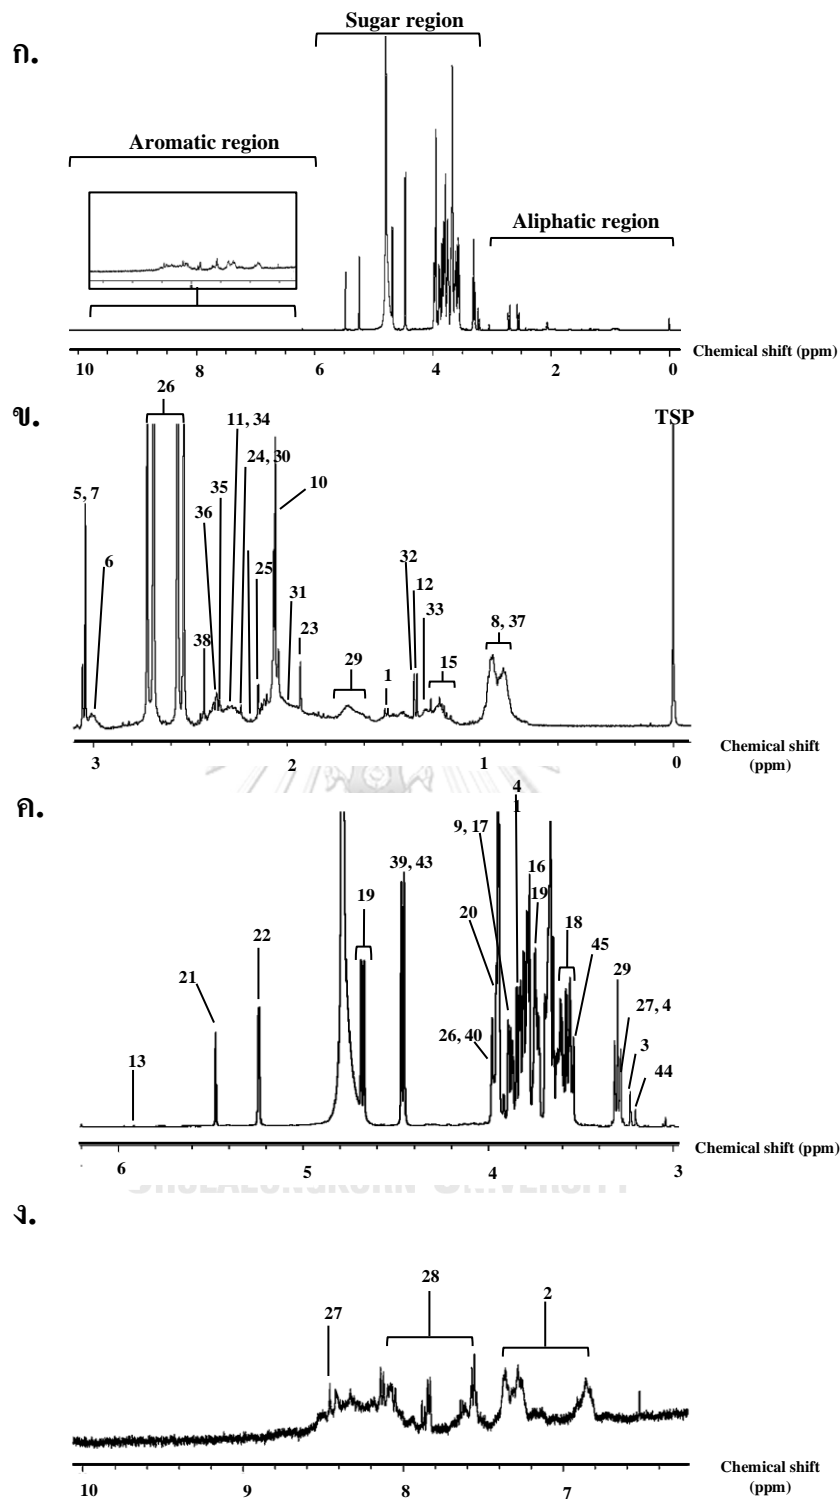 Sugar region
ก.
Aromatic region
Aliphatic region
10 8 6 4 2 0
Chemical shift (ppm)
ข.
26
TSP
11, 34
24, 30
5, 7
35
10
36
6
25
32
12
31
33
23
8, 37
38
29
15
1
3 2 1 0
Chemical shift
(ppm)
ค.
4
1
9, 17
39, 43
16
19
19
20
18
22
45
29
21
27, 4
26, 40
3
13
44
6 5 4 3
Chemical shift (ppm)
CHULALONGKORN UNIVERSITY
ง.
28
2
27
10 9 8 7
Chemical shift
(ppm)